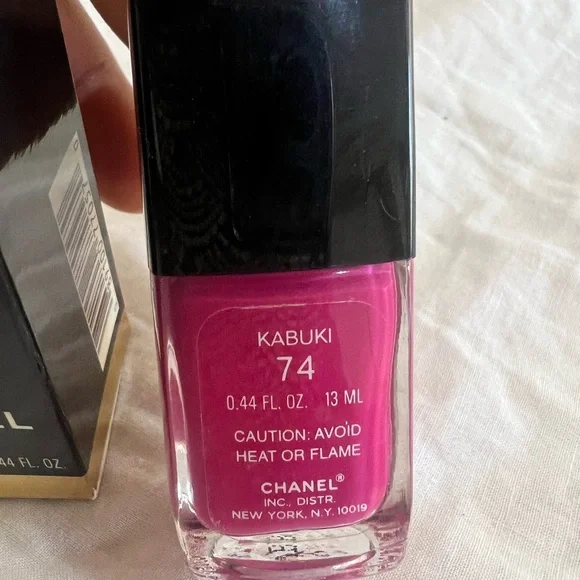 KABUKI
74
0.44 FL. OZ. 13 ML
CAUTION: AVOID
HEAT OR FLAME
CHANEL®
INC., DISTR.
NEW YORK, N.Y. 10019
EL
44 FL. OZ.